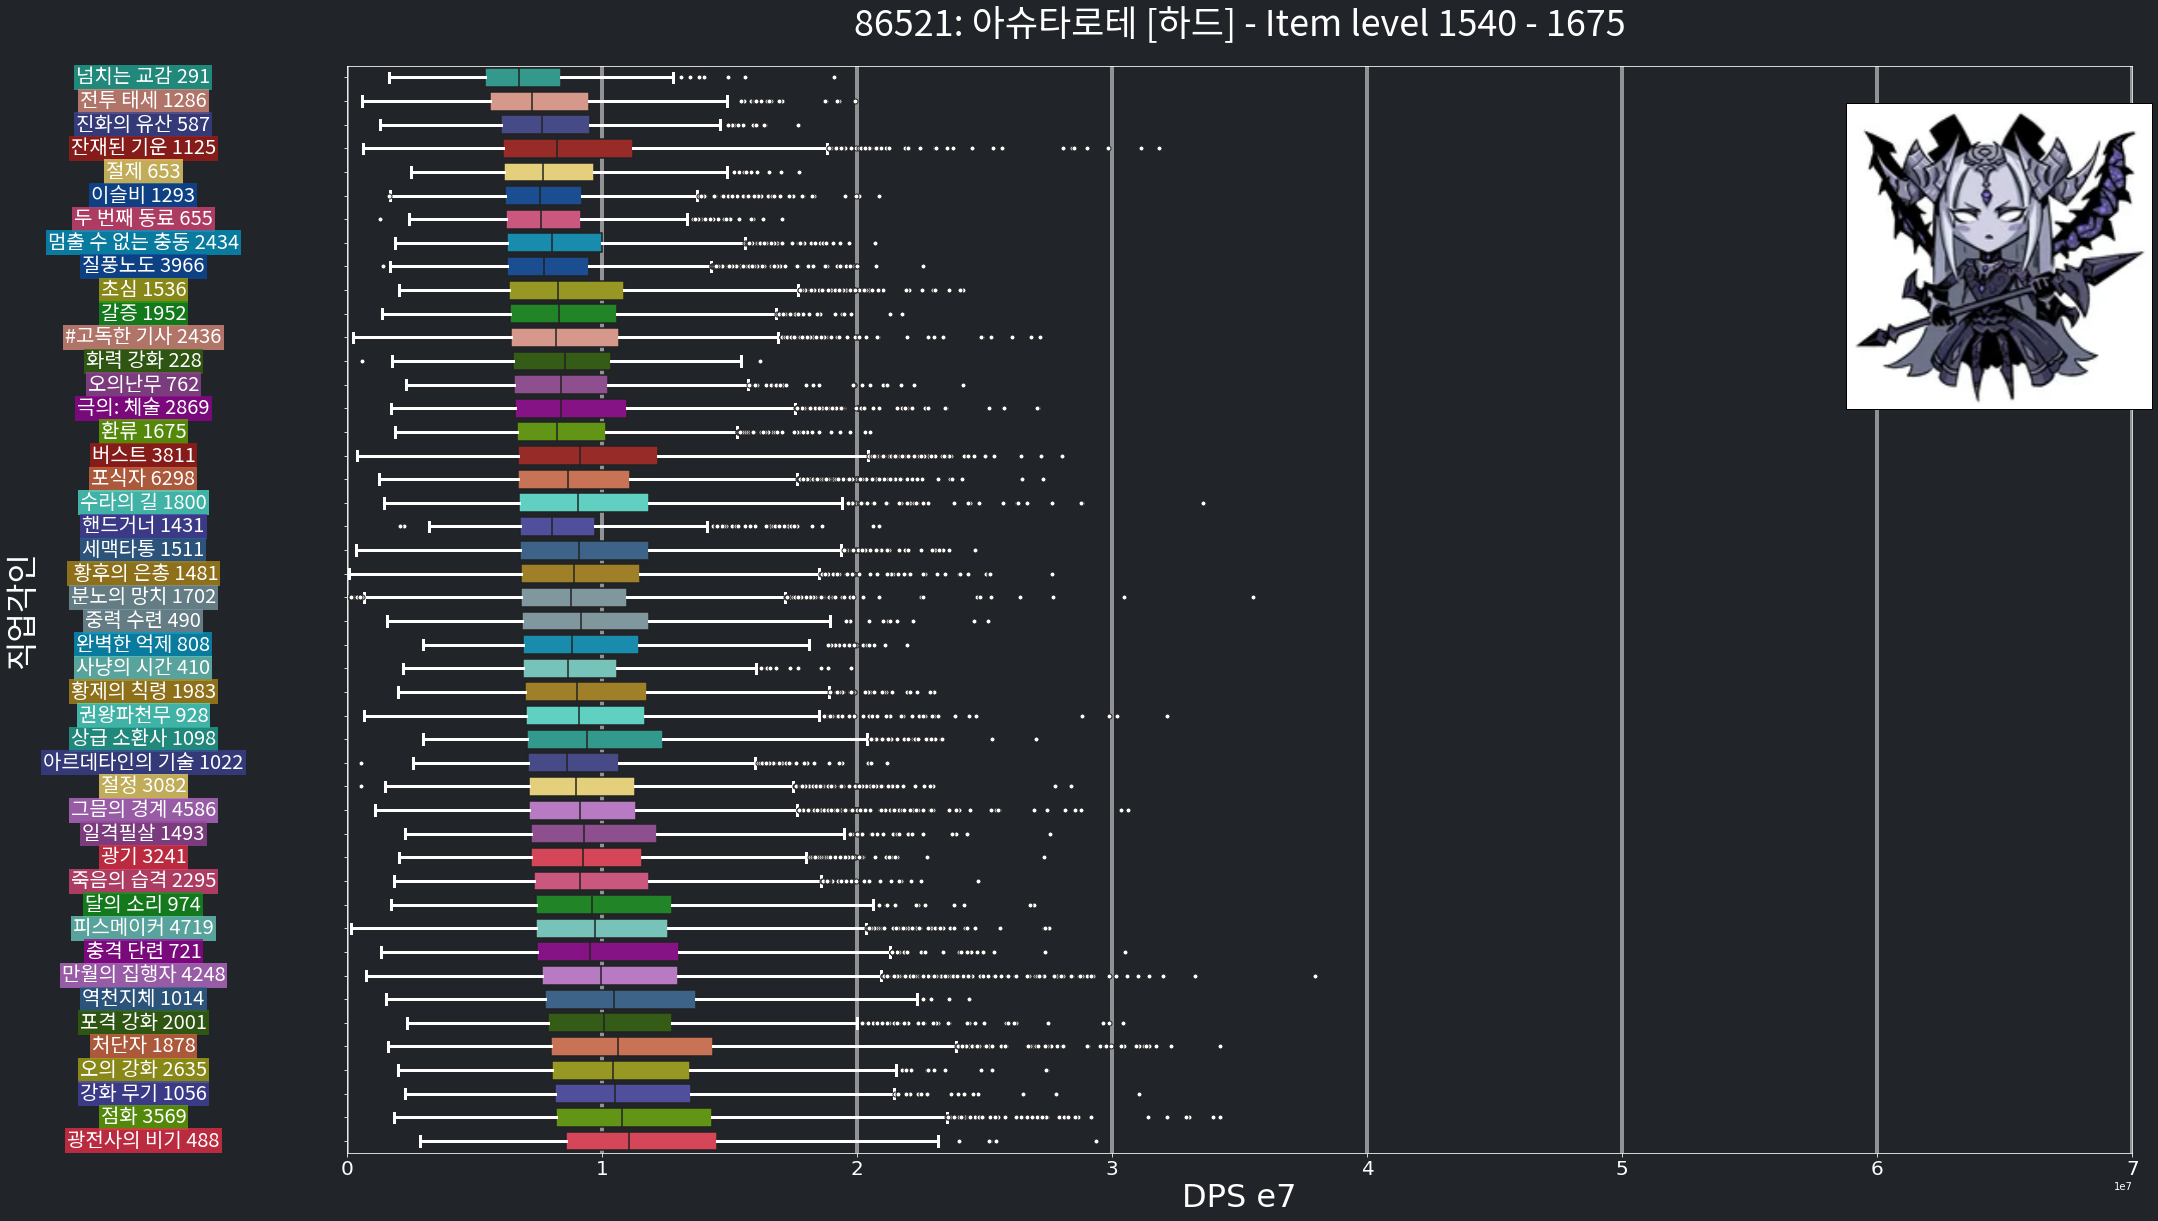 86521: 아슈타로테 [하드] - Item level 1540 - 1675
넘치는 교감 291
전투 태세 1286
진화의 유산 587
잔재된 기운 1125
절제 653
이슬비 1293
두 번째 동료 655
멈출 수 없는 충동 2434
질풍노도 3966
초심 1536
갈증 1952
#고독한 기사 2436
화력 강화 228
오의난무 762
극의: 체술 2869
환류 1675
버스트 3811
포식자 6298
수라의 길 1800
핸드거너 1431
세맥타통 1511
황후의 은총 1481
분노의 망치 1702
중력 수련 490
완벽한 억제 808
사냥의 시간 410
황제의 칙령 1983
권왕파천무 928
상급 소환사 1098
아르데타인의 기술 1022
절정 3082
그믐의 경계 4586
일격필살 1493
광기 3241
죽음의 습격 2295
달의 소리 974
피스메이커 4719
충격 단련 721
만월의 집행자 4248
역천지체 1014
포격 강화 2001
처단자 1878
오의 강화 2635
강화 무기 1056
점화 3569
광전사의 비기 488
직업각인
0 1 2 3 4 5 6 7
1e7
DPS e7